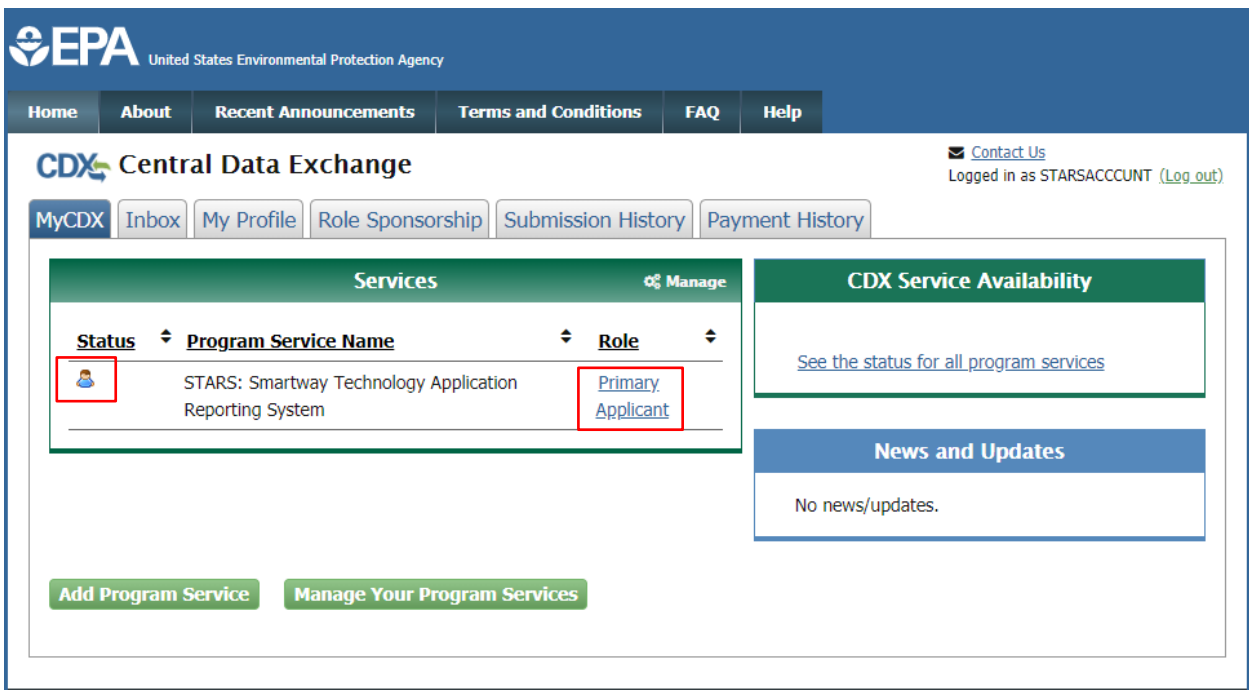 EPA United States Environmental Protection Agency
Home About Recent Announcements Terms and Conditions FAQ Help
CDX Central Data Exchange
Contact Us
Logged in as STARSACCCUNT (Log out)
MyCDX Inbox My Profile Role Sponsorship Submission History Payment History
Services Manage
Status Program Service Name Role
STARS: Smartway Technology Application Primary
Reporting System Applicant
CDX Service Availability
See the status for all program services
News and Updates
No news/updates.
Add Program Service Manage Your Program Services